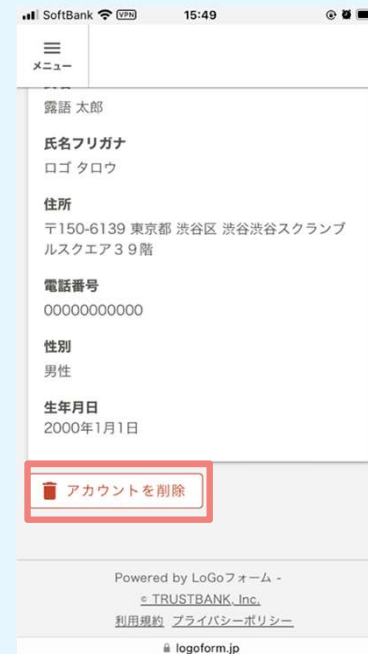 SoftBank VPN 15:49
メニュー
露語 太郎
氏名フリガナ
ロゴ タロウ
住所
〒150-6139 東京都 渋谷区 渋谷渋谷スクランブ
ルスクエア39階
電話番号
00000000000
性別
男性
生年月日
2000年1月1日
アカウントを削除
Powered by LoGoフォーム -
© TRUSTBANK, Inc.
利用規約 プライバシーポリシー
logoform.jp